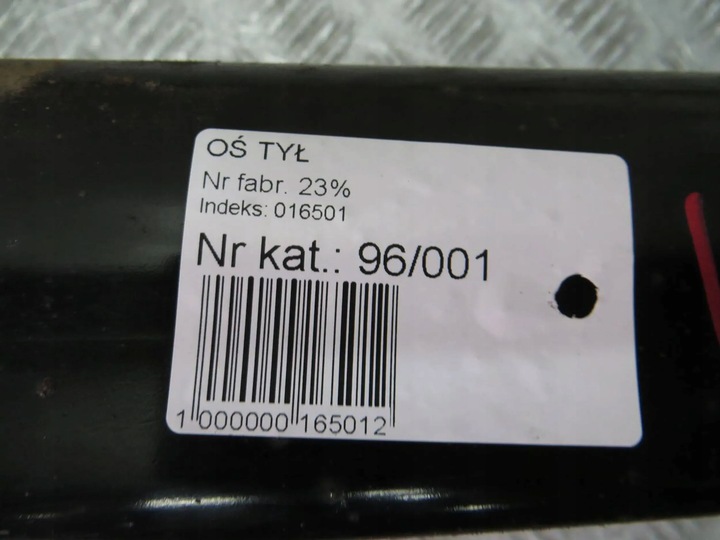 OŚ TYŁ
Nr fabr. 23%
Indeks: 016501
Nr kat.: 96/001
1 000000 165012